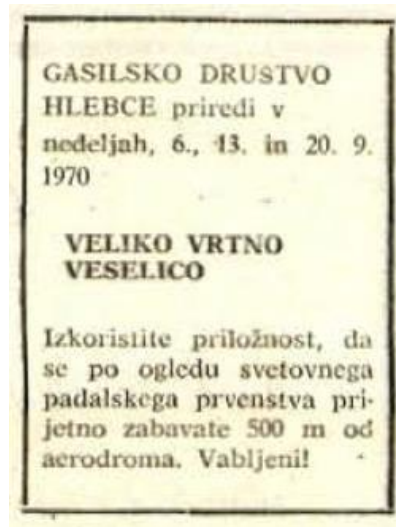 GASILSKO DRUSTVO
HLEBCE priredi v
nedeljah, 6., 13. in 20. 9.
1970
VELIKO VRTNO
VESELICO
Izkoristite priložnost, da
se po ogledu svetovnega
padalskega prvenstva pri-
jetno zabavate 500 m od
aerodroma. Vabljeni!